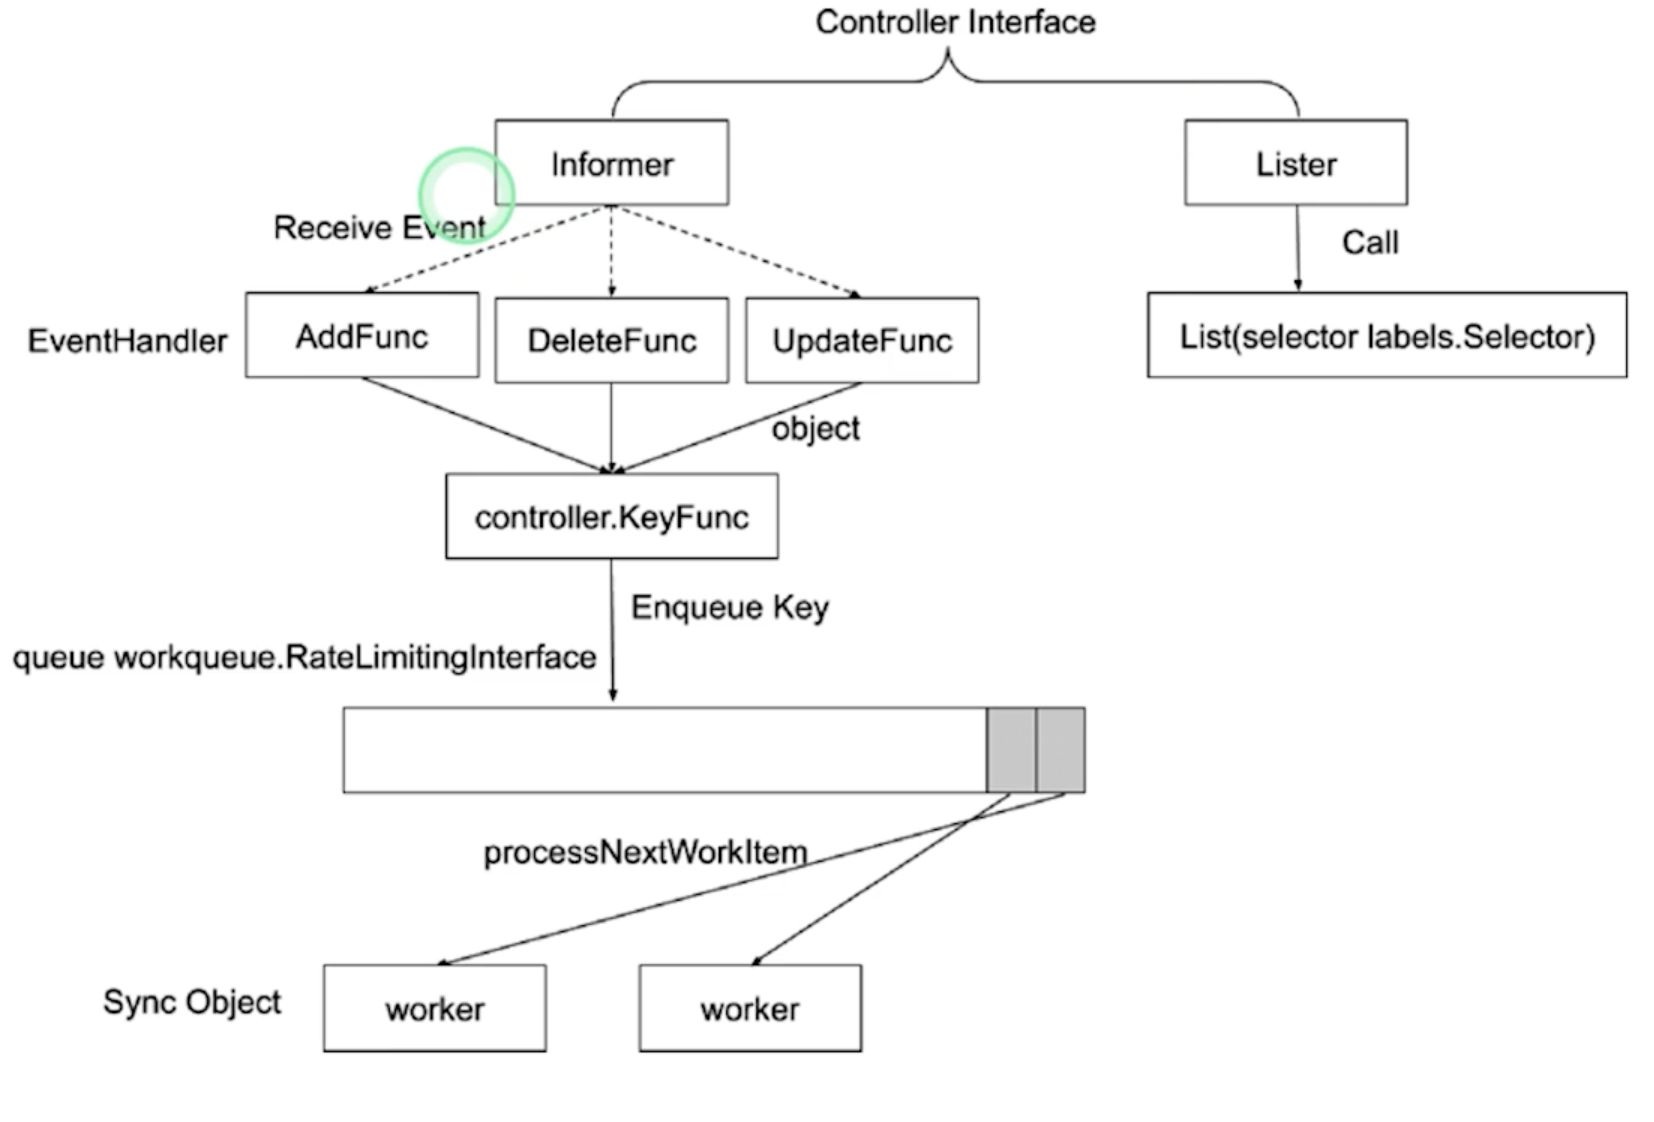 Controller Interface
Informer
Lister
Receive Event
Call
EventHandler
AddFunc
DeleteFunc
UpdateFunc
List(selector labels.Selector)
object
controller.KeyFunc
Enqueue Key
queue workqueue.RateLimitingInterface
processNextWorkItem
Sync Object
worker
worker